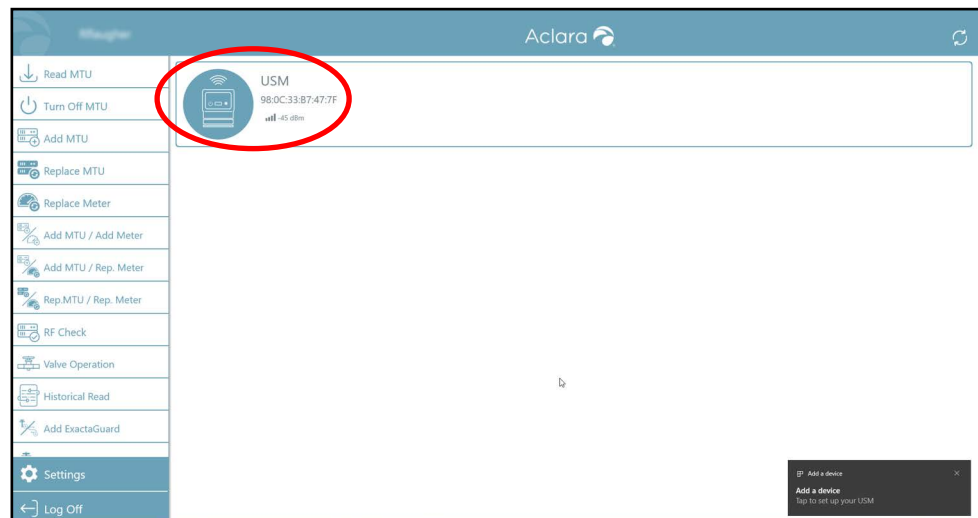 Aclara
Read MTU
Turn Off MTU
Add MTU
Replace MTU
Replace Meter
Add MTU / Add Meter
Add MTU / Rep. Meter
Rep.MTU / Rep. Meter
RF Check
Valve Operation
Historical Read
Add ExactaGuard
Settings
Log Off
USM
98:0C:33:B7:47:7F
-45 dBm
Add a device
Add a device
Tap to set up your USM